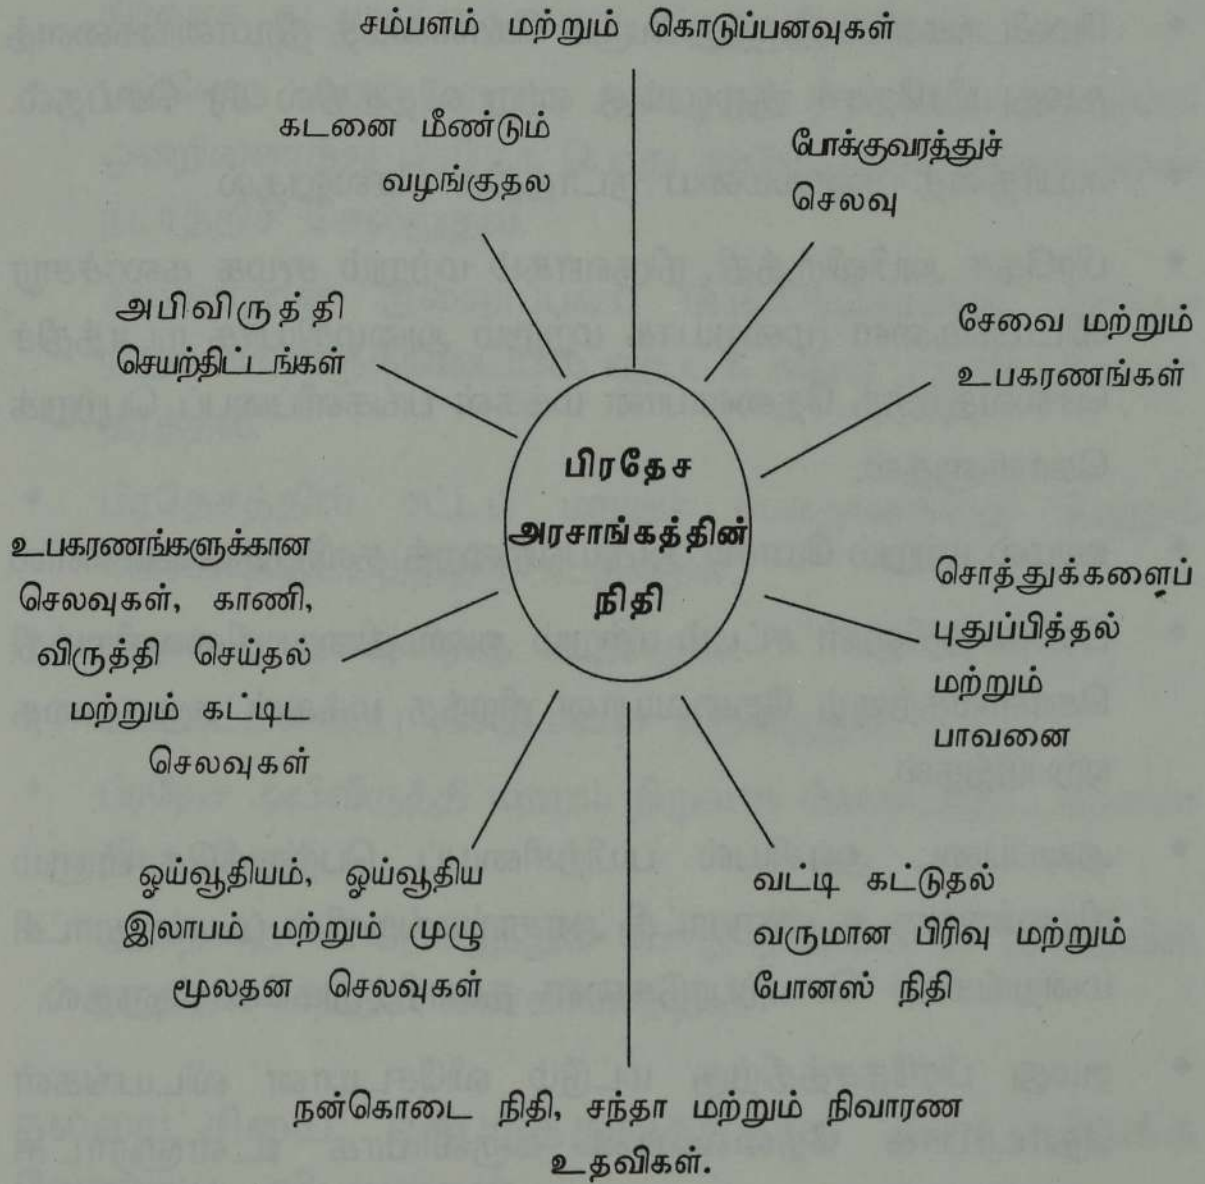 சம்பளம் மற்றும் கொடுப்பனவுகள்
கடனை மீண்டும்
வழங்குதல
போக்குவரத்துச்
செலவு
அபிவிருத்தி
செயற்திட்டங்கள்
சேவை மற்றும்
உபகரணங்கள்
பிரதேச
அரசாங்கத்தின்
நிதி
உபகரணங்களுக்கான
செலவுகள், காணி,
விருத்தி செய்தல்
மற்றும் கட்டிட
செலவுகள்
சொத்துக்களைப்
புதுப்பித்தல்
மற்றும்
பாவனை
ஓய்வூதியம், ஓய்வூதிய
இலாபம் மற்றும் முழு
மூலதன செலவுகள்
வட்டி கட்டுதல்
வருமான பிரிவு மற்றும்
போனஸ் நிதி
நன்கொடை நிதி, சந்தா மற்றும் நிவாரண
உதவிகள்.